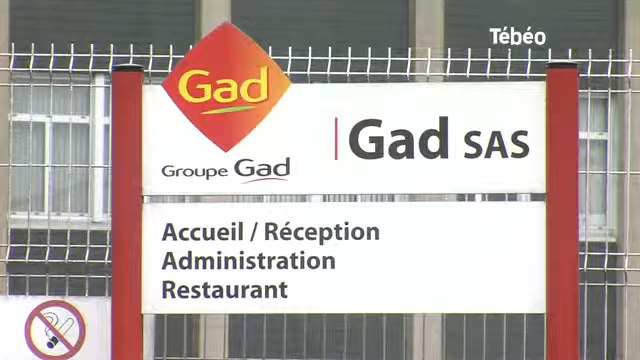 Tébéo
Gad
Groupe Gad
Gad SAS
Accueil / Réception
Administration
Restaurant